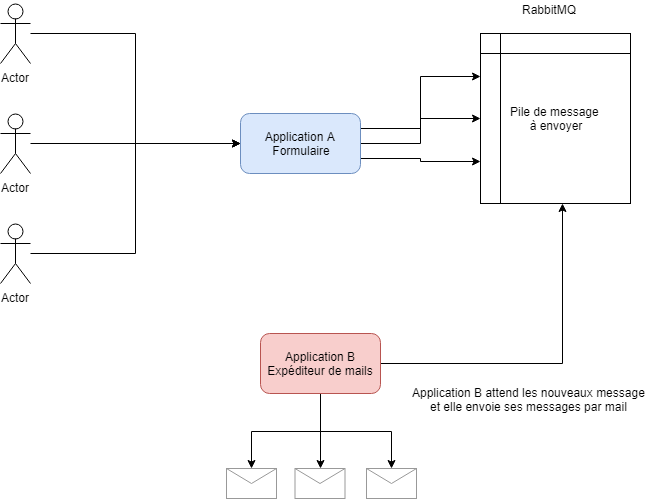 RabbitMQ
Actor
Pile de message
à envoyer
Application A
Formulaire
Actor
Actor
Application B
Expéditeur de mails
Application B attend les nouveaux message
et elle envoie ses messages par mail